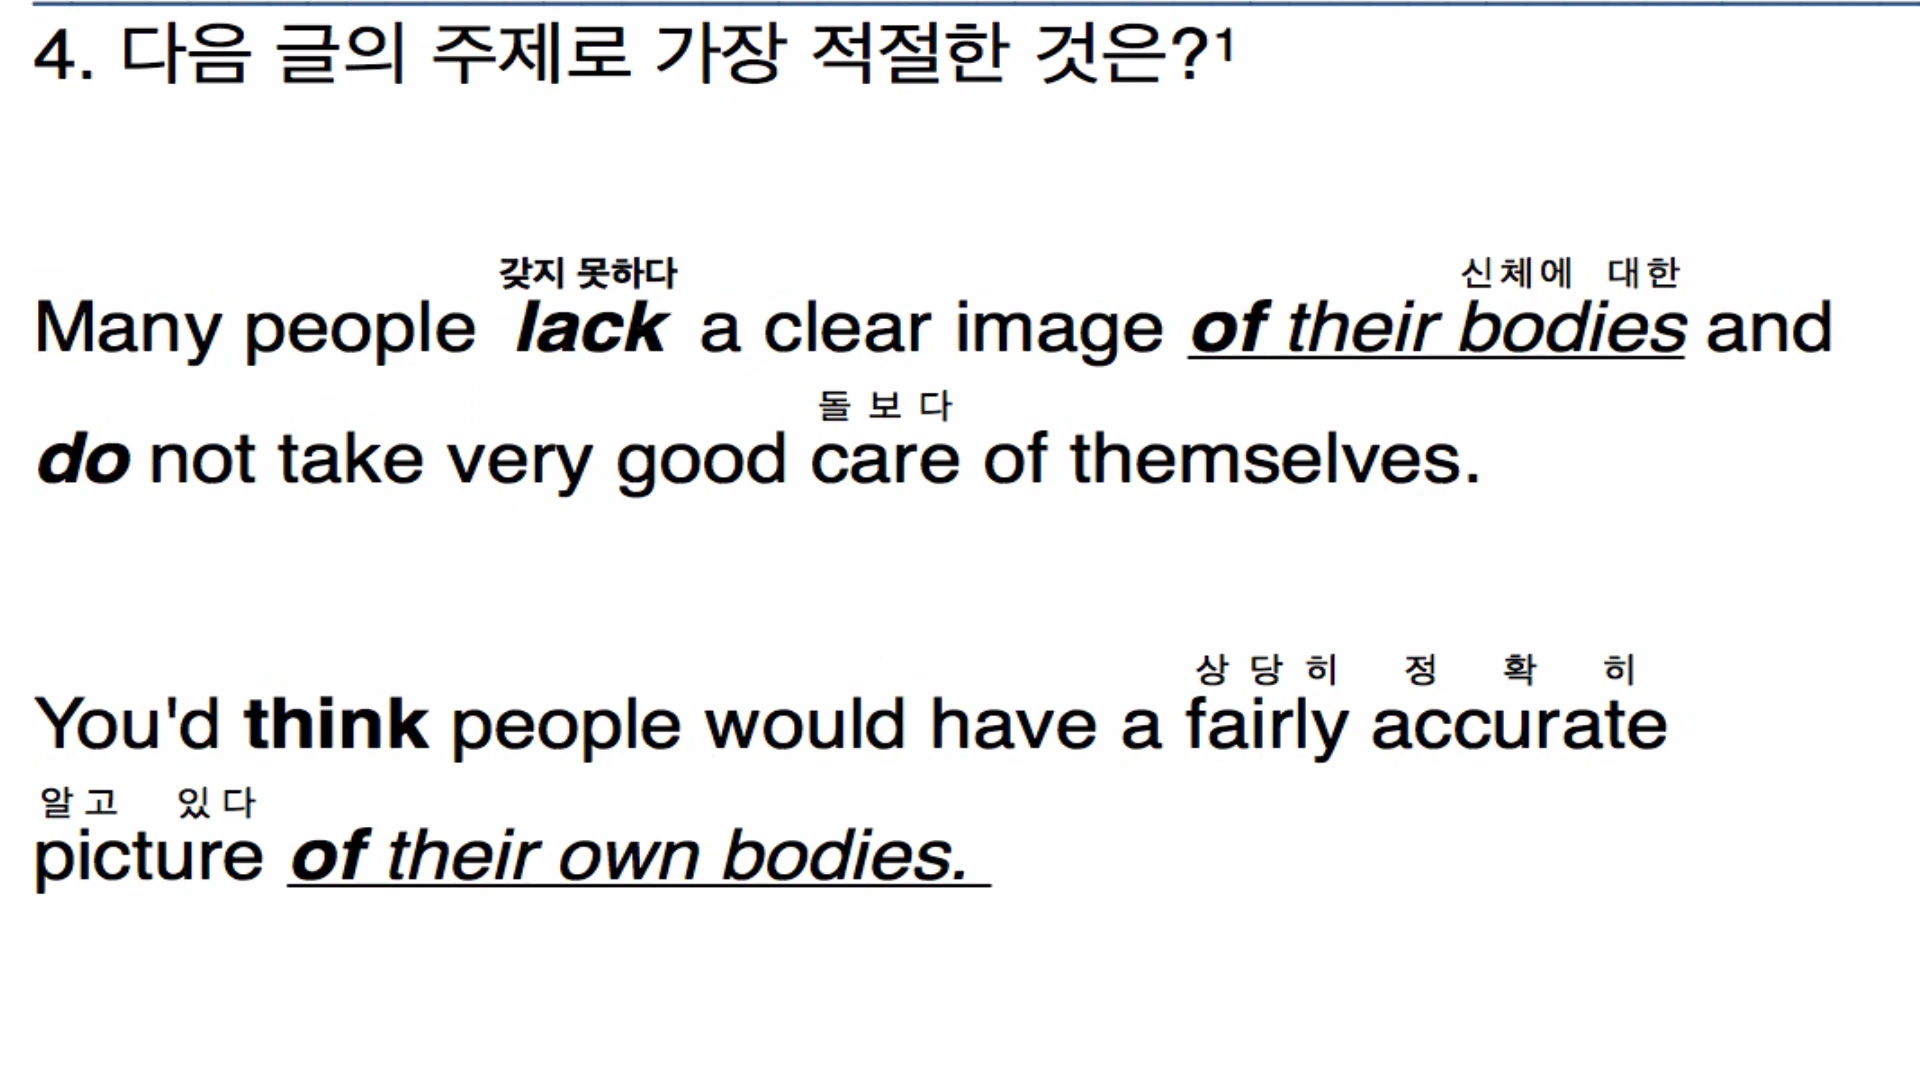 4. 다음 글의 주제로 가장 적절한 것은?¹
갖지 못하다 신체에 대한
Many people lack a clear image of their bodies and
돌보다
do not take very good care of themselves.
상당히 정확히
You'd think people would have a fairly accurate
알고 있다
picture of their own bodies.